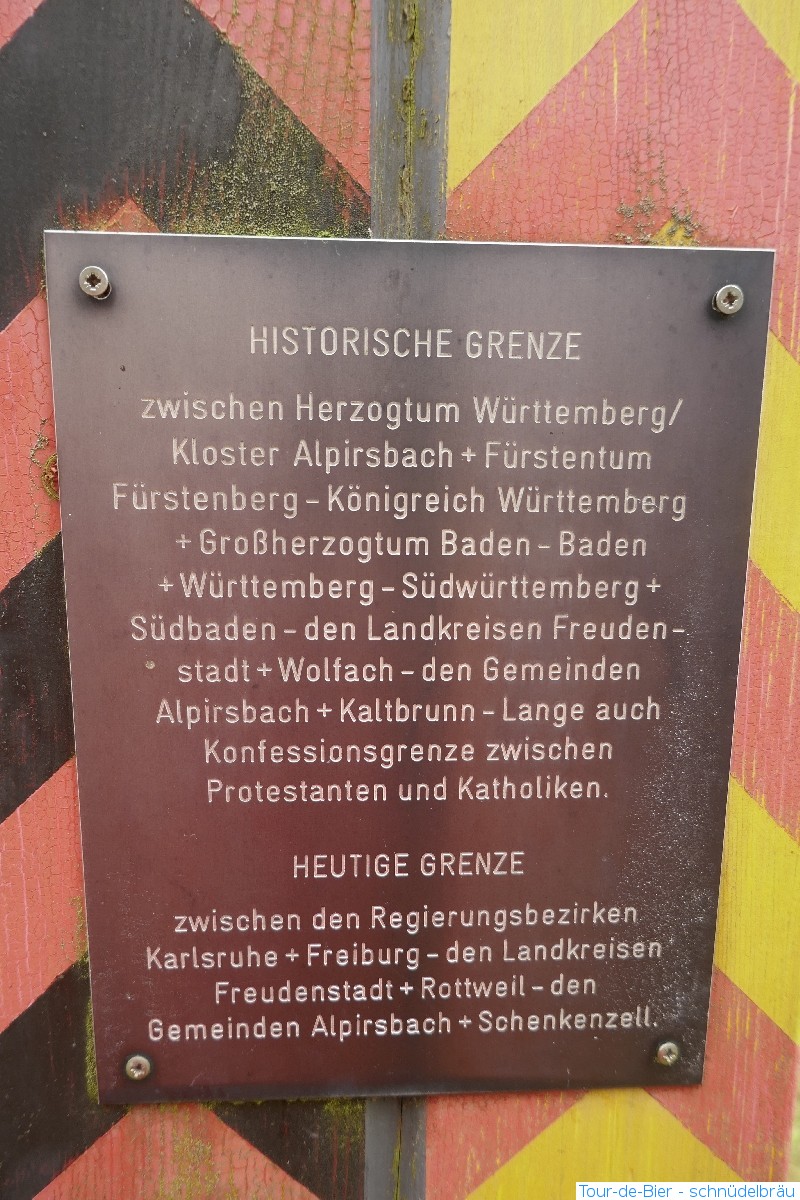 HISTORISCHE GRENZE
zwischen Herzogtum Württemberg/
Kloster Alpirsbach + Fürstentum
Fürstenberg – Königreich Württemberg
+ Großherzogtum Baden – Baden
+ Württemberg – Südwürttemberg +
Südbaden – den Landkreisen Freuden-
stadt + Wolfach – den Gemeinden
Alpirsbach + Kaltbrunn – Lange auch
Konfessionsgrenze zwischen
Protestanten und Katholiken.
HEUTIGE GRENZE
zwischen den Regierungsbezirken
Karlsruhe + Freiburg – den Landkreisen
Freudenstadt + Rottweil – den
Gemeinden Alpirsbach + Schenkenzell.
Tour-de-Bier - schnüdelbräu